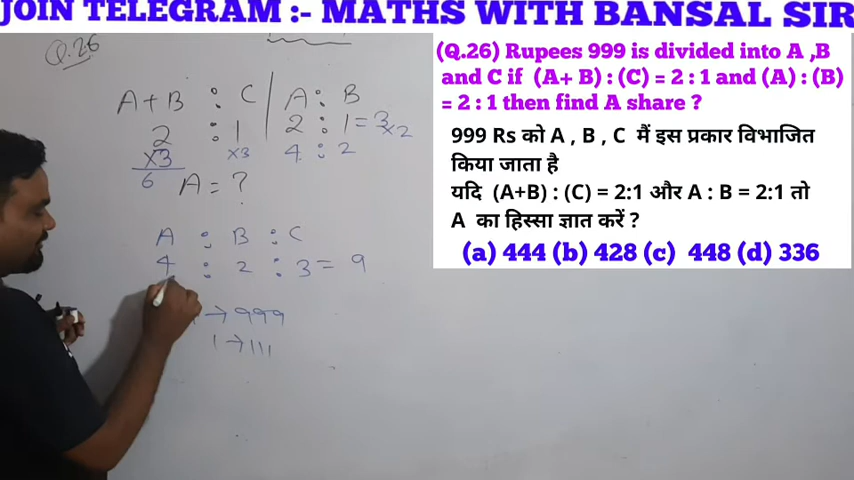 JOIN TELEGRAM :- MATHS WITH BANSAL SIR
Q.26
A+B : C | A : B
2 : 1 | 2 : 1 = 3
×3 ×3 ×2
6 4 : 2
A = ?
A : B : C
4 : 2 : 3 = 9
→ 999
1 → 111
(Q.26) Rupees 999 is divided into A ,B
and C if (A+ B) : (C) = 2 : 1 and (A) : (B)
= 2 : 1 then find A share ?
999 Rs को A , B , C मैं इस प्रकार विभाजित
किया जाता है
यदि (A+B) : (C) = 2:1 और A : B = 2:1 तो
A का हिस्सा ज्ञात करें ?
(a) 444 (b) 428 (c) 448 (d) 336